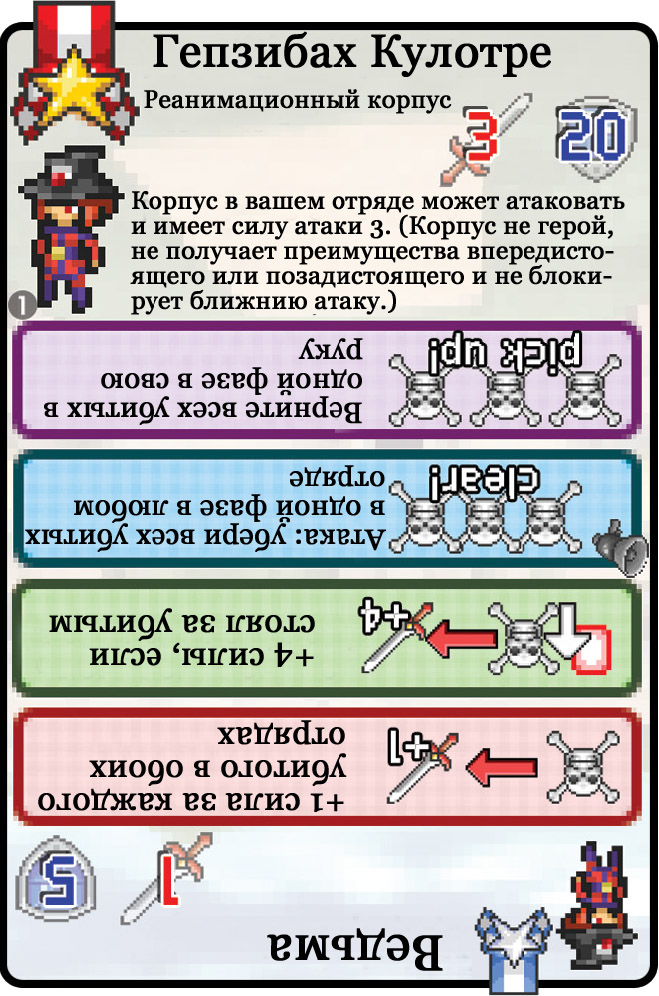 Гепзибах Кулотре
Реанимационный корпус
3
20
Корпус в вашем отряде может атаковать
и имеет силу атаки 3. (Корпус не герой,
не получает преимущества впередисто-
ящего или позадистоящего и не блоки-
рует ближнию атаку.)
1
Ведьма
1
5
+1 сила за каждого
убитого в обоих
отрядах
+1
+4 силы, если
стоял за убитым
+4
Атака: убери всех убитых
в одной фазе в любом
отряде
clear!
Верните всех убитых в
одной фазе в свою
руку
pick up!